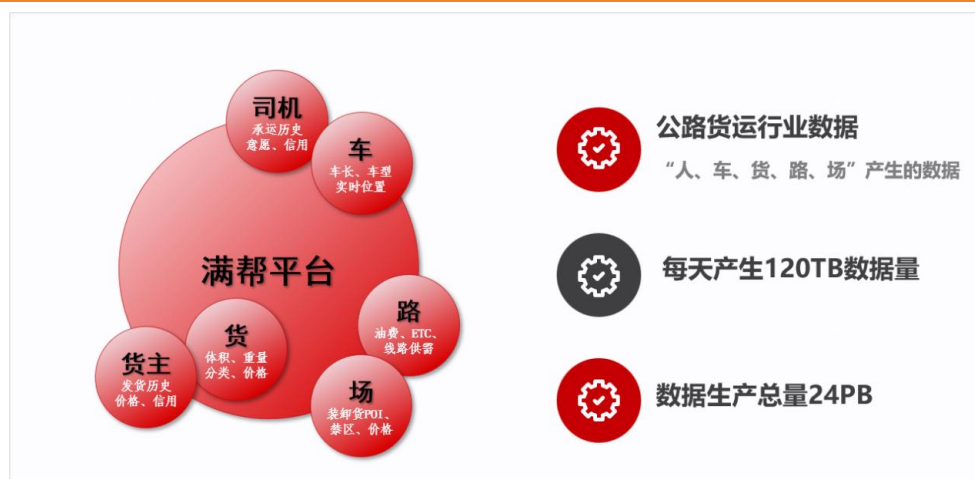 司机
承运历史
意愿、信用
车
车长、车型
实时位置
满帮平台
路
油费、ETC、
线路供需
货
体积、重量
分类、价格
货主
发货历史
价格、信用
场
装卸货POI、
禁区、价格
公路货运行业数据
“人、车、货、路、场”产生的数据
每天产生120TB数据量
数据生产总量24PB